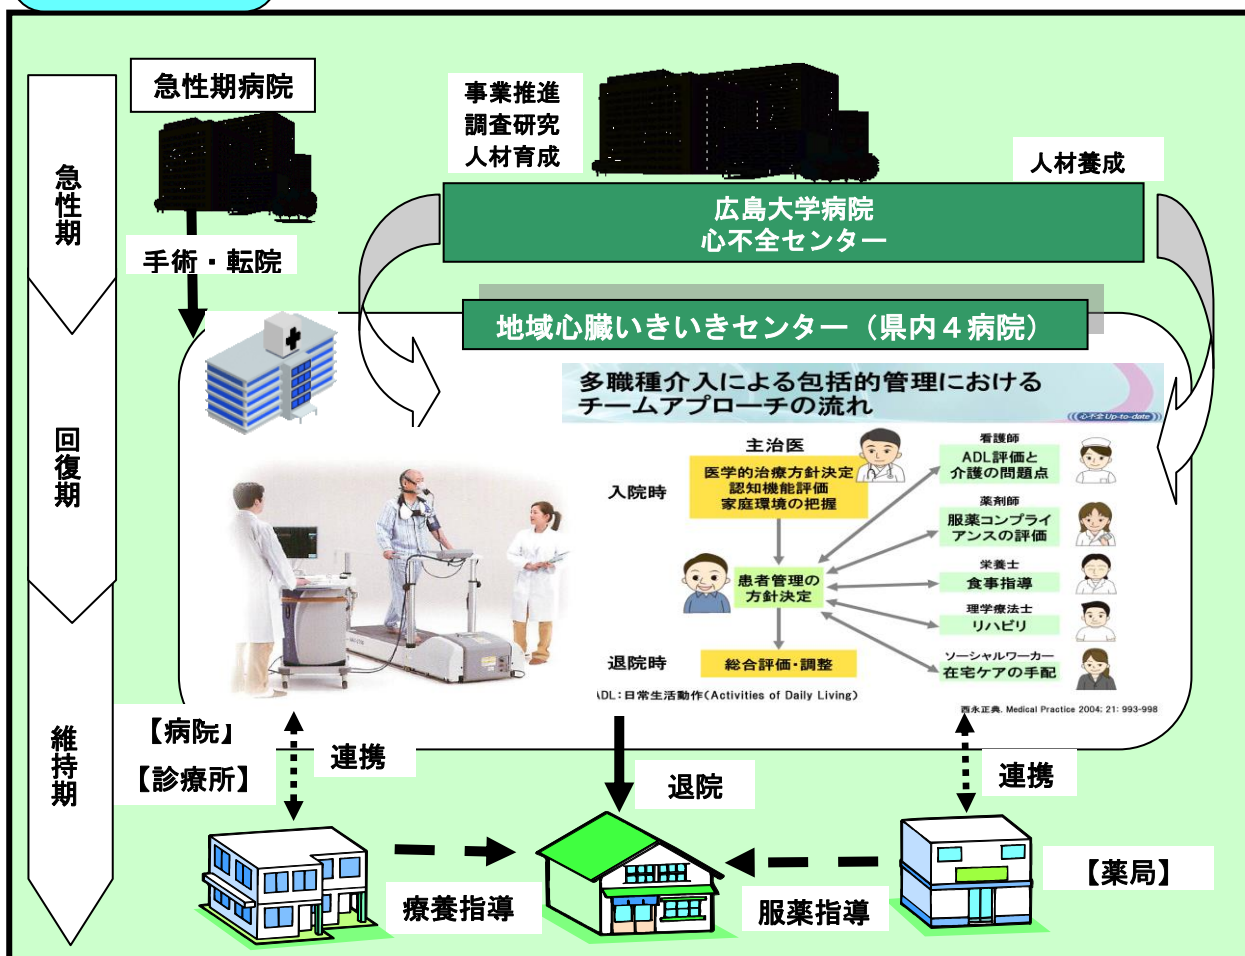 急性期病院
事業推進
調査研究
人材育成
人材養成
広島大学病院
心不全センター
急性期
手術・転院
地域心臓いきいきセンター（県内４病院）
多職種介入による包括的管理における
チームアプローチの流れ
心不全 Up-to-date
回復期
主治医
入院時
医学的治療方針決定
認知機能評価
家庭環境の把握
看護師
ADL評価と
介護の問題点
薬剤師
服薬コンプライ
アンスの評価
患者管理の
方針決定
栄養士
食事指導
理学療法士
リハビリ
退院時
総合評価・調整
ソーシャルワーカー
在宅ケアの手配
ADL：日常生活動作（Activities of Daily Living）
西永正典. Medical Practice 2004; 21: 993-998
維持期
【病院】
【診療所】
連携
退院
連携
療養指導
服薬指導
【薬局】